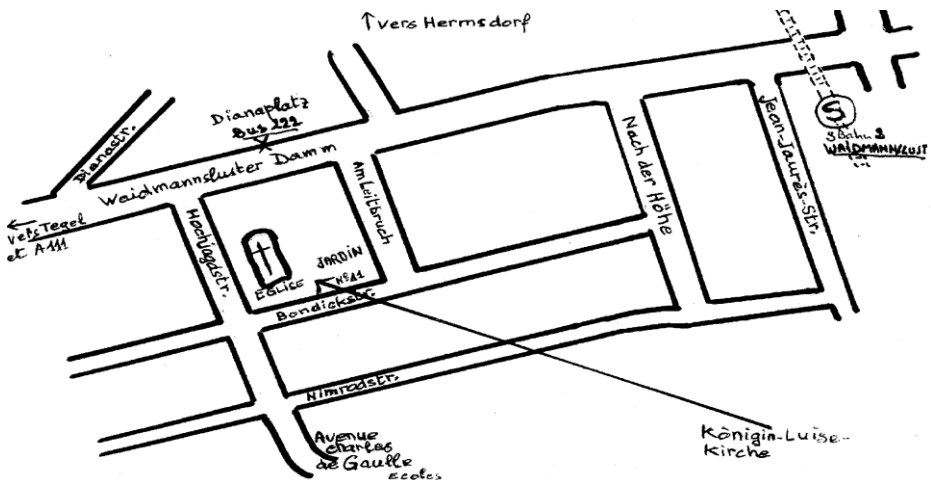 ↑ vers Hermsdorf
Dianaplatz
Bus 222
Dianastr.
Waidmannsluster Damm
← vers Tegel
et A111
Hochjagdstr.
Am Leitbruch
Nach der Höhe
Jean-Jaurès-Str.
S
S Bahn
WAIDMANNSLUST
EGLISE
JARDIN
N° 11
Bondickstr.
Nimrodstr.
Avenue
charles
de Gaulle
Ecoles
Königin-Luise-
Kirche